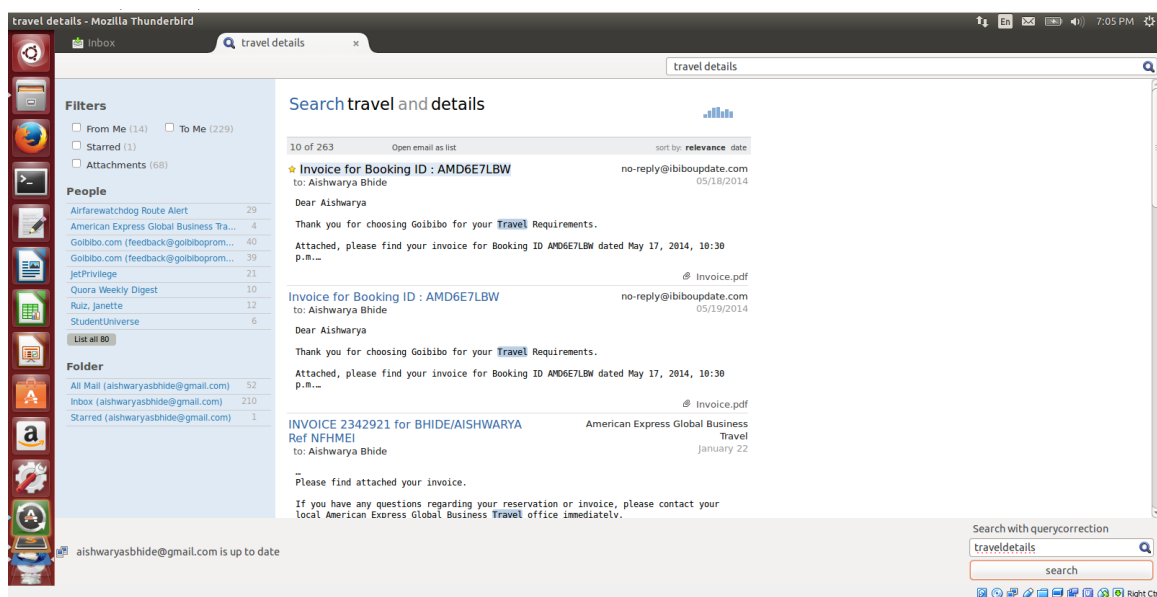 travel details - Mozilla Thunderbird
En
7:05 PM
Inbox
travel details
×
travel details
Filters
From Me (14) To Me (229)
Starred (1)
Attachments (68)
People
Airfarewatchdog Route Alert 29
American Express Global Business Tra... 4
Goibibo.com (feedback@goibiboprom... 40
Goibibo.com (feedback@goibiboprom... 39
JetPrivilege 21
Quora Weekly Digest 10
Ruiz, Janette 12
StudentUniverse 6
List all 80
Folder
All Mail (aishwaryasbhide@gmail.com) 52
Inbox (aishwaryasbhide@gmail.com) 210
Starred (aishwaryasbhide@gmail.com) 1
Search travel and details
10 of 263 Open email as list sort by: relevance date
Invoice for Booking ID : AMD6E7LBW no-reply@ibiboupdate.com
to: Aishwarya Bhide 05/18/2014
Dear Aishwarya
Thank you for choosing Goibibo for your Travel Requirements.
Attached, please find your invoice for Booking ID AMD6E7LBW dated May 17, 2014, 10:30
p.m.…
Invoice.pdf
Invoice for Booking ID : AMD6E7LBW no-reply@ibiboupdate.com
to: Aishwarya Bhide 05/19/2014
Dear Aishwarya
Thank you for choosing Goibibo for your Travel Requirements.
Attached, please find your invoice for Booking ID AMD6E7LBW dated May 17, 2014, 10:30
p.m.…
Invoice.pdf
INVOICE 2342921 for BHIDE/AISHWARYA American Express Global Business
Ref NFHMEI Travel
to: Aishwarya Bhide January 22
…
Please find attached your invoice.
If you have any questions regarding your reservation or invoice, please contact your
local American Express Global Business Travel office immediately.
Search with querycorrection
traveldetails
search
aishwaryasbhide@gmail.com is up to date
Right Ct